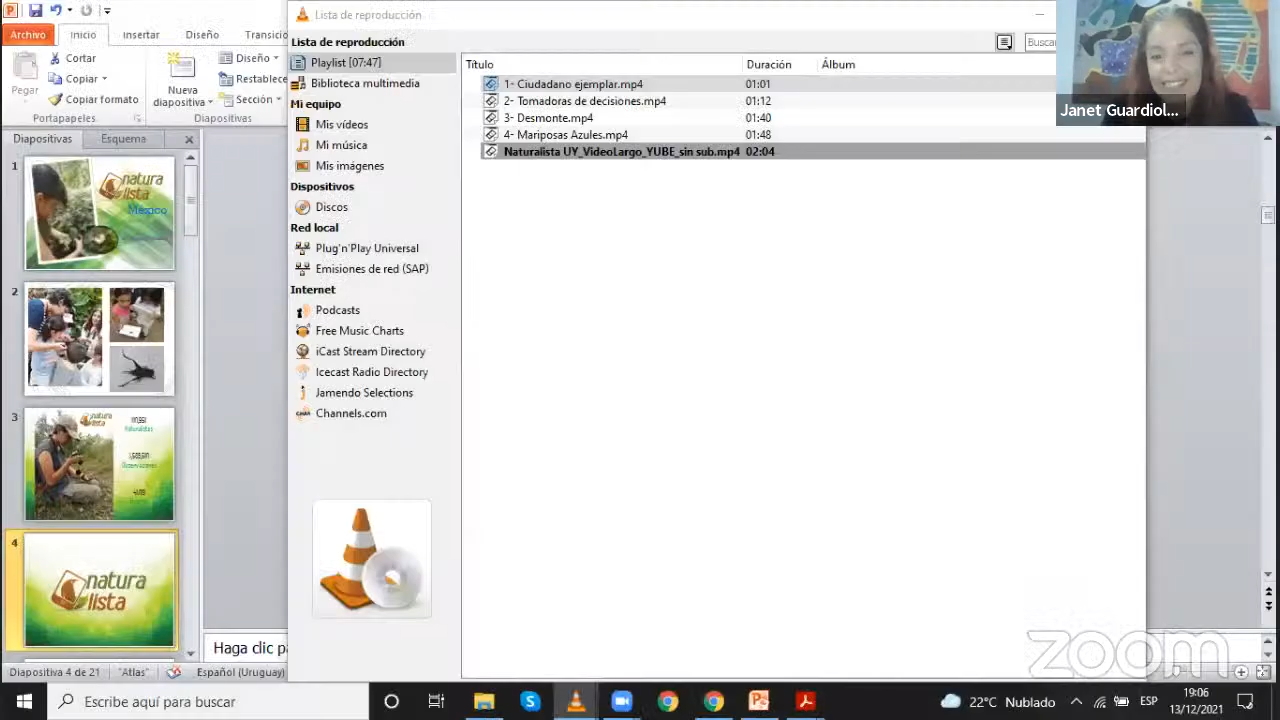 Lista de reproducción
Archivo Inicio Insertar Diseño Transicio
Cortar
Copiar
Copiar formato
Pegar
Portapapeles
Nueva
diapositiva
Diseño
Restablece
Sección
Diapositivas
Diapositivas Esquema
1
natura
lista
México
2
3
natura
lista
4
natura
lista
Diapositiva 4 de 21 "Atlas" Español (Uruguay)
Haga clic pa
Lista de reproducción
Playlist [07:47]
Biblioteca multimedia
Mi equipo
Mis vídeos
Mi música
Mis imágenes
Dispositivos
Discos
Red local
Plug'n'Play Universal
Emisiones de red (SAP)
Internet
Podcasts
Free Music Charts
iCast Stream Directory
Icecast Radio Directory
Jamendo Selections
Channels.com
Buscar
Título Duración Álbum
1- Ciudadano ejemplar.mp4 01:01
2- Tomadoras de decisiones.mp4 01:12
3- Desmonte.mp4 01:40
4- Mariposas Azules.mp4 01:48
Naturalista UY_VideoLargo_YUBE_sin sub.mp4 02:04
Janet Guardiol...
zoom
Escribe aquí para buscar
22°C Nublado
ESP
19:06
13/12/2021